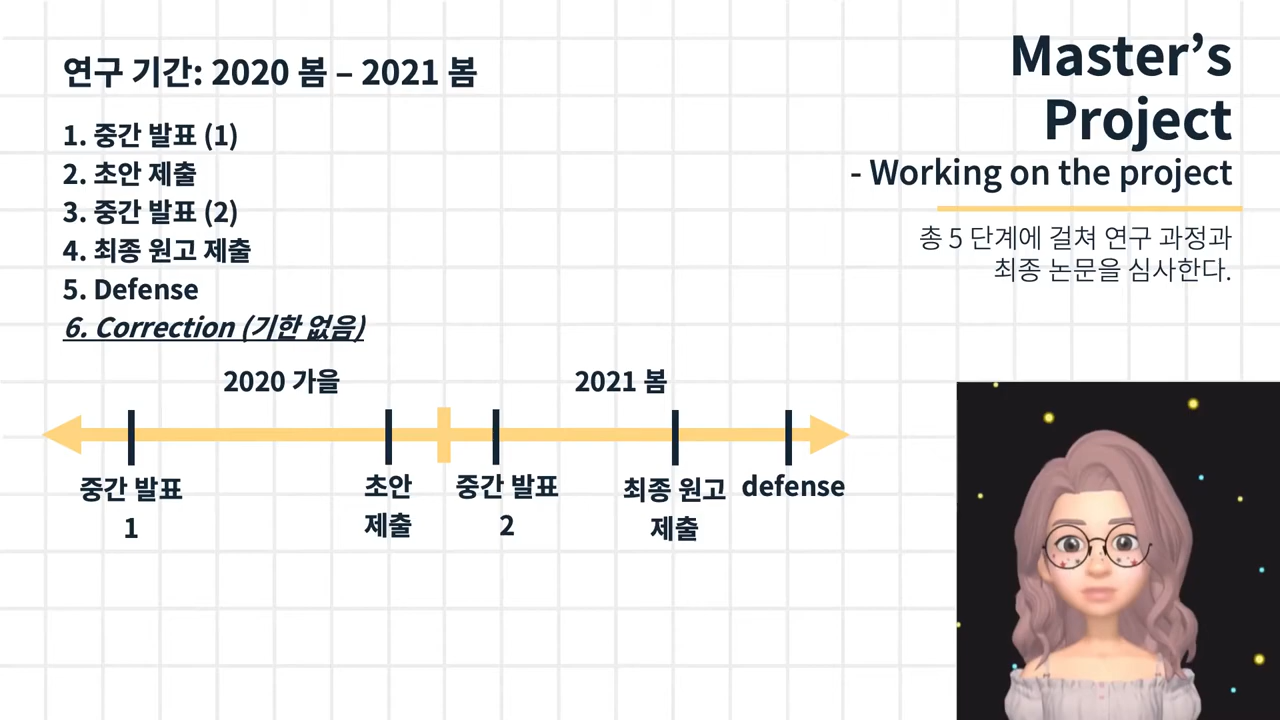 Master’s
Project
- Working on the project
총 5 단계에 걸쳐 연구 과정과
최종 논문을 심사한다.
연구 기간: 2020 봄 – 2021 봄
1. 중간 발표 (1)
2. 초안 제출
3. 중간 발표 (2)
4. 최종 원고 제출
5. Defense
6. Correction (기한 없음)
2020 가을
2021 봄
중간 발표
1
초안
제출
중간 발표
2
최종 원고
제출
defense